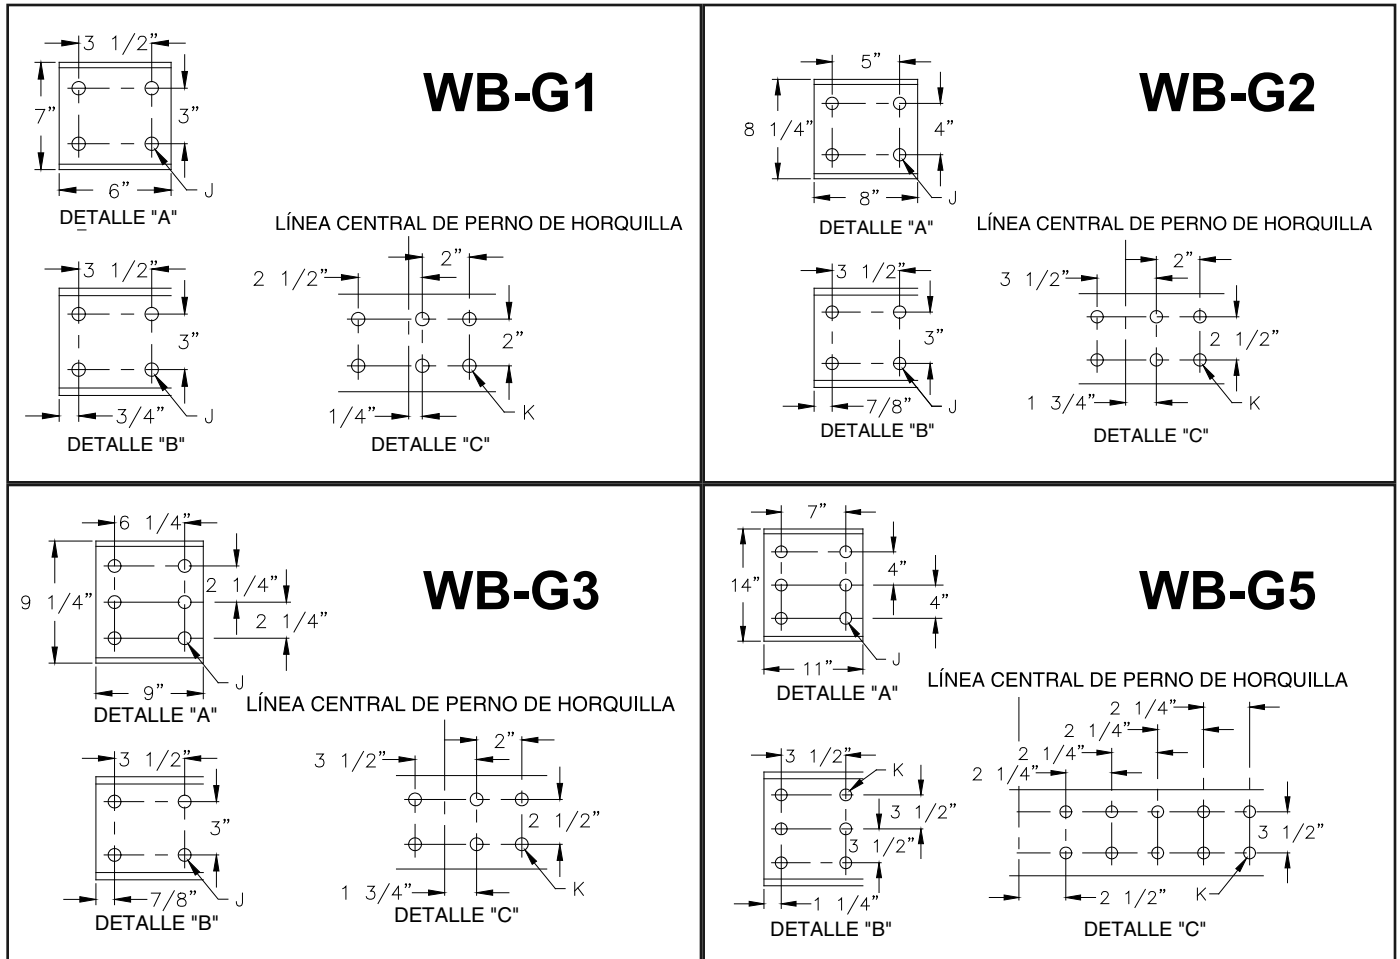 WB-G1
3 1/2”
7”
3”
6”
J
DETALLE "A"
3 1/2”
3”
3/4”
J
DETALLE "B"
LÍNEA CENTRAL DE PERNO DE HORQUILLA
2 1/2”
2”
2”
1/4”
K
DETALLE "C"
WB-G2
5”
8 1/4”
4”
8”
J
DETALLE "A"
3 1/2”
3”
7/8”
J
DETALLE "B"
LÍNEA CENTRAL DE PERNO DE HORQUILLA
3 1/2”
2”
2 1/2”
1 3/4”
K
DETALLE "C"
WB-G3
6 1/4”
9 1/4”
2 1/4”
2 1/4”
9”
J
DETALLE "A"
3 1/2”
3”
7/8”
J
DETALLE "B"
LÍNEA CENTRAL DE PERNO DE HORQUILLA
3 1/2”
2”
2 1/2”
1 3/4”
K
DETALLE "C"
WB-G5
7”
14”
4”
4”
11”
J
DETALLE "A"
3 1/2”
K
3 1/2”
3 1/2”
1 1/4”
DETALLE "B"
LÍNEA CENTRAL DE PERNO DE HORQUILLA
2 1/4”
2 1/4”
2 1/4”
2 1/4”
3 1/2”
2 1/2”
K
DETALLE "C"